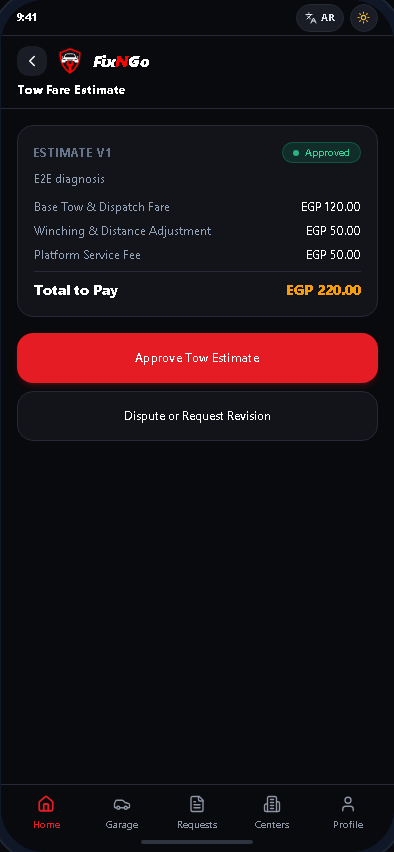 9:41
AR
FixNGo
Tow Fare Estimate
ESTIMATE V1
Approved
E2E diagnosis
Base Tow & Dispatch Fare EGP 120.00
Winching & Distance Adjustment EGP 50.00
Platform Service Fee EGP 50.00
Total to Pay EGP 220.00
Approve Tow Estimate
Dispute or Request Revision
Home Garage Requests Centers Profile